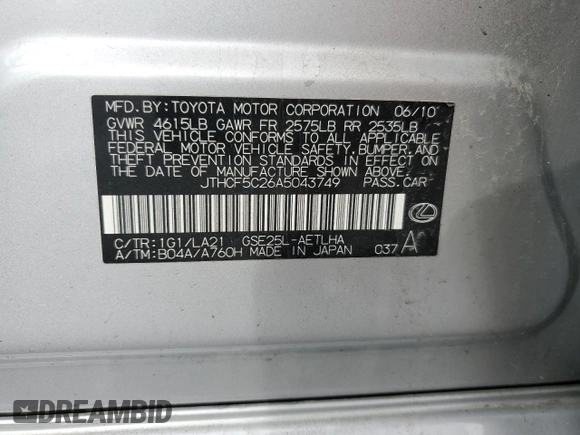 MFD.BY:TOYOTA MOTOR CORPORATION 06/10
GVWR 4615LB GAWR FR 2575LB RR 2535LB
THIS VEHICLE CONFORMS TO ALL APPLICABLE
FEDERAL MOTOR VEHICLE SAFETY,BUMPER,AND
THEFT PREVENTION STANDARDS IN EFFECT ON
THE DATE OF MANUFACTURE SHOWN ABOVE.
JTHCF5C26A5043749 PASS.CAR
C/TR:1G1/LA21 GSE25L-AETLHA
A/TM:B04A/A760H MADE IN JAPAN 037 A
DREAMBID